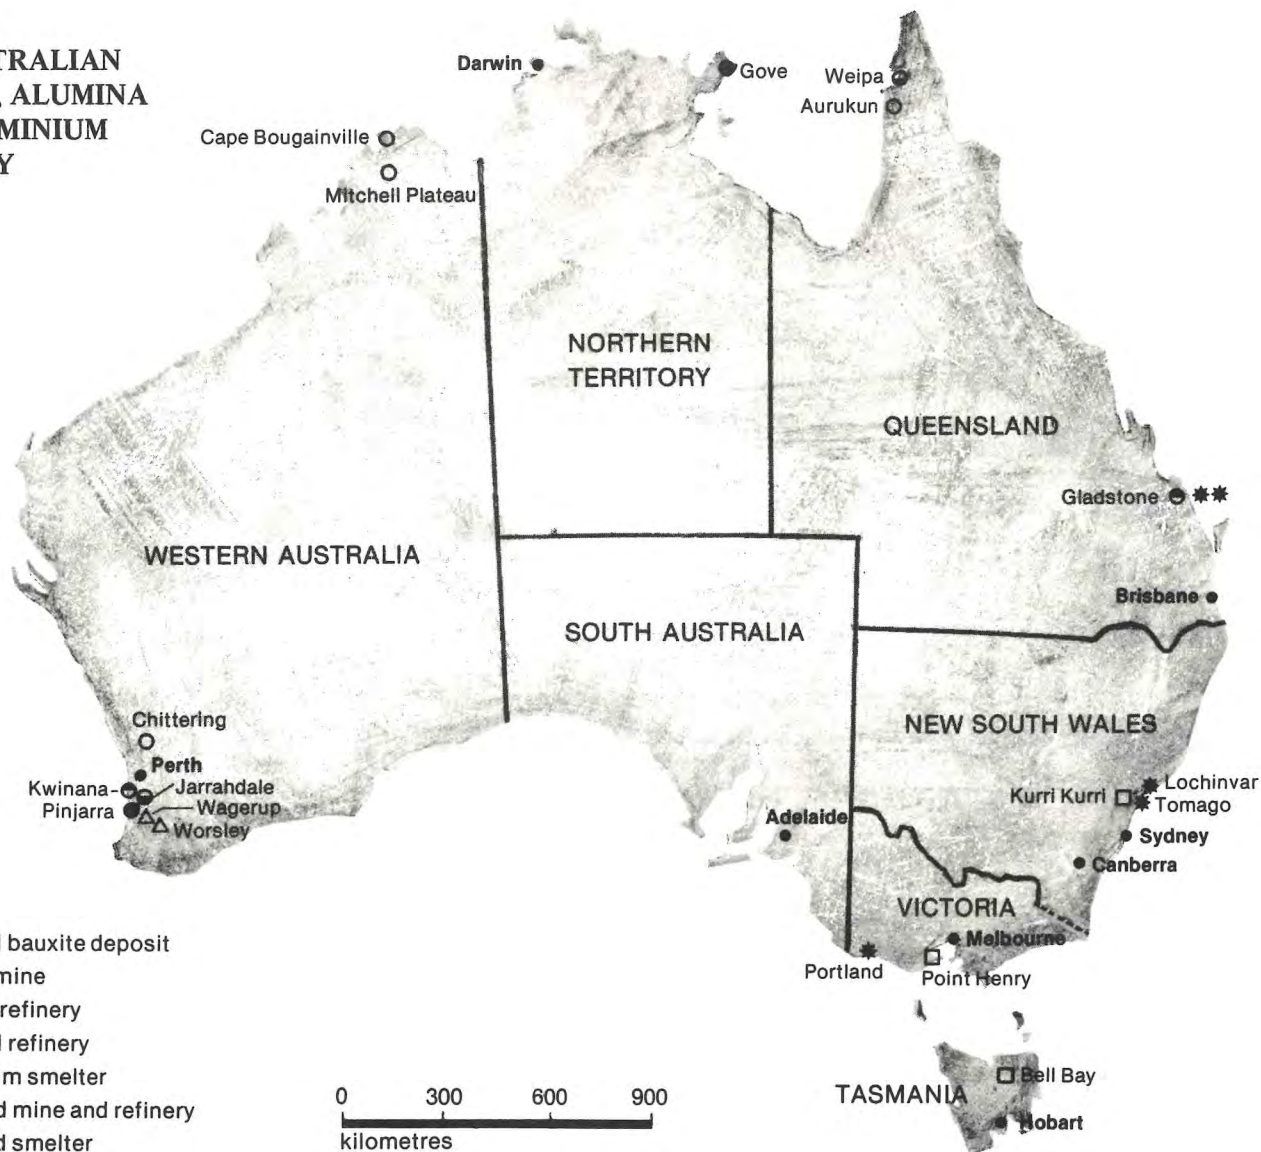 TRALIAN
, ALUMINA
MINIUM
Y
Darwin
Gove
Weipa
Aurukun
Cape Bougainville
Mitchell Plateau
NORTHERN
TERRITORY
QUEENSLAND
Gladstone
WESTERN AUSTRALIA
Brisbane
SOUTH AUSTRALIA
Chittering
NEW SOUTH WALES
Perth
Kwinana-
Jarrahdale
Lochinvar
Kurri Kurri
Pinjarra
Wagerup
Tomago
Adelaide
Worsley
Sydney
Canberra
VICTORIA
Melbourne
Portland
Point Henry
bauxite deposit
mine
refinery
refinery
m smelter
d mine and refinery
d smelter
Bell Bay
TASMANIA
Hobart
0 300 600 900
kilometres